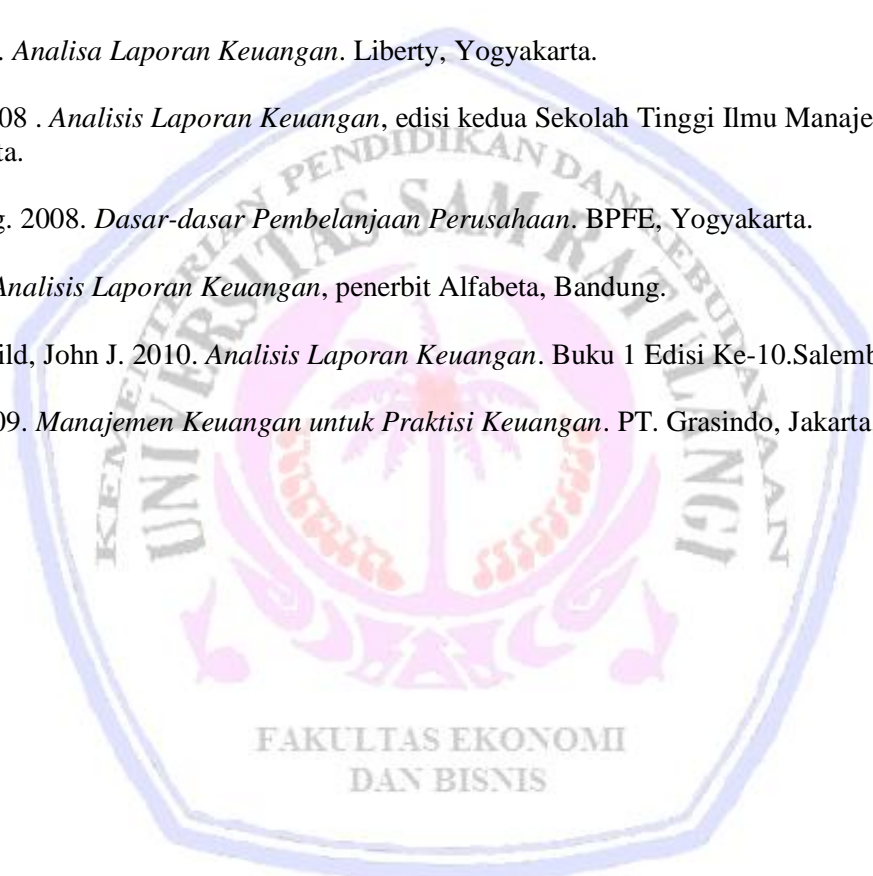 . Analisa Laporan Keuangan. Liberty, Yogyakarta.
08 . Analisis Laporan Keuangan, edisi kedua Sekolah Tinggi Ilmu Manaje
ta.
g. 2008. Dasar-dasar Pembelanjaan Perusahaan. BPFE, Yogyakarta.
Analisis Laporan Keuangan, penerbit Alfabeta, Bandung.
ild, John J. 2010. Analisis Laporan Keuangan. Buku 1 Edisi Ke-10.Salemb
09. Manajemen Keuangan untuk Praktisi Keuangan. PT. Grasindo, Jakarta
KEMENTERIAN PENDIDIKAN DAN KEBUDAYAAN
UNIVERSITAS SAM RATULANGI
FAKULTAS EKONOMI
DAN BISNIS